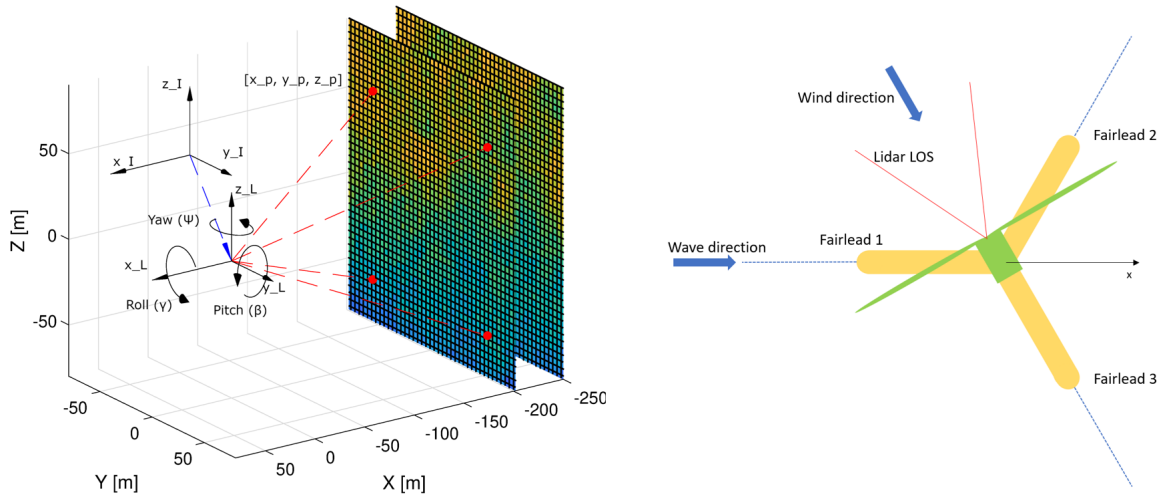 [x_p, y_p, z_p]
z_I
x_I
y_I
z_L
Yaw (Ψ)
x_L
y_L
Roll (γ)
Pitch (β)
Z [m]
50
0
-50
-50
0
50
Y [m]
50
0
-50
-100
-150
-200
-250
X [m]
Wind direction
Lidar LOS
Fairlead 2
Wave direction
Fairlead 1
x
Fairlead 3